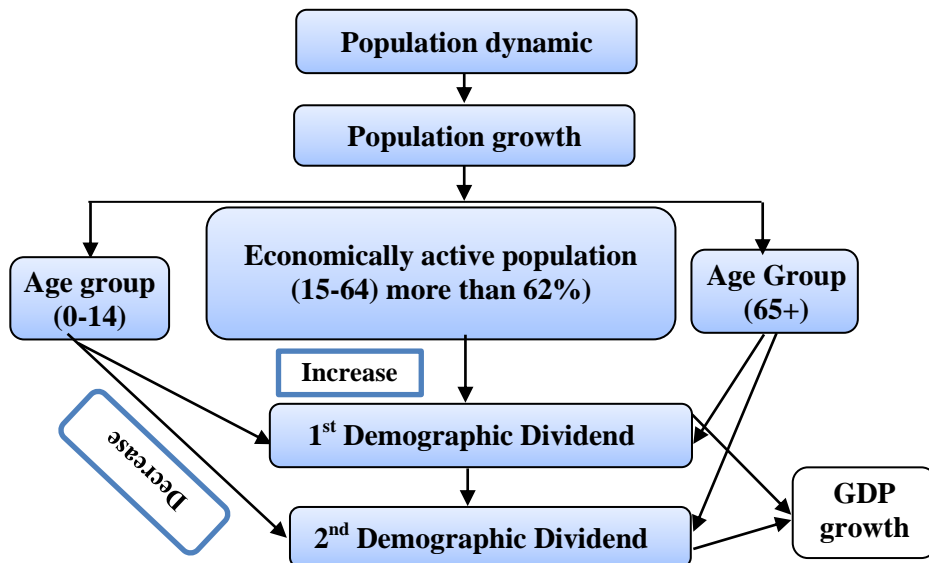 Population dynamic
Population growth
Economically active population
(15-64) more than 62%)
Age group
(0-14)
Age Group
(65+)
Increase
Decrease
1st Demographic Dividend
2nd Demographic Dividend
GDP
growth